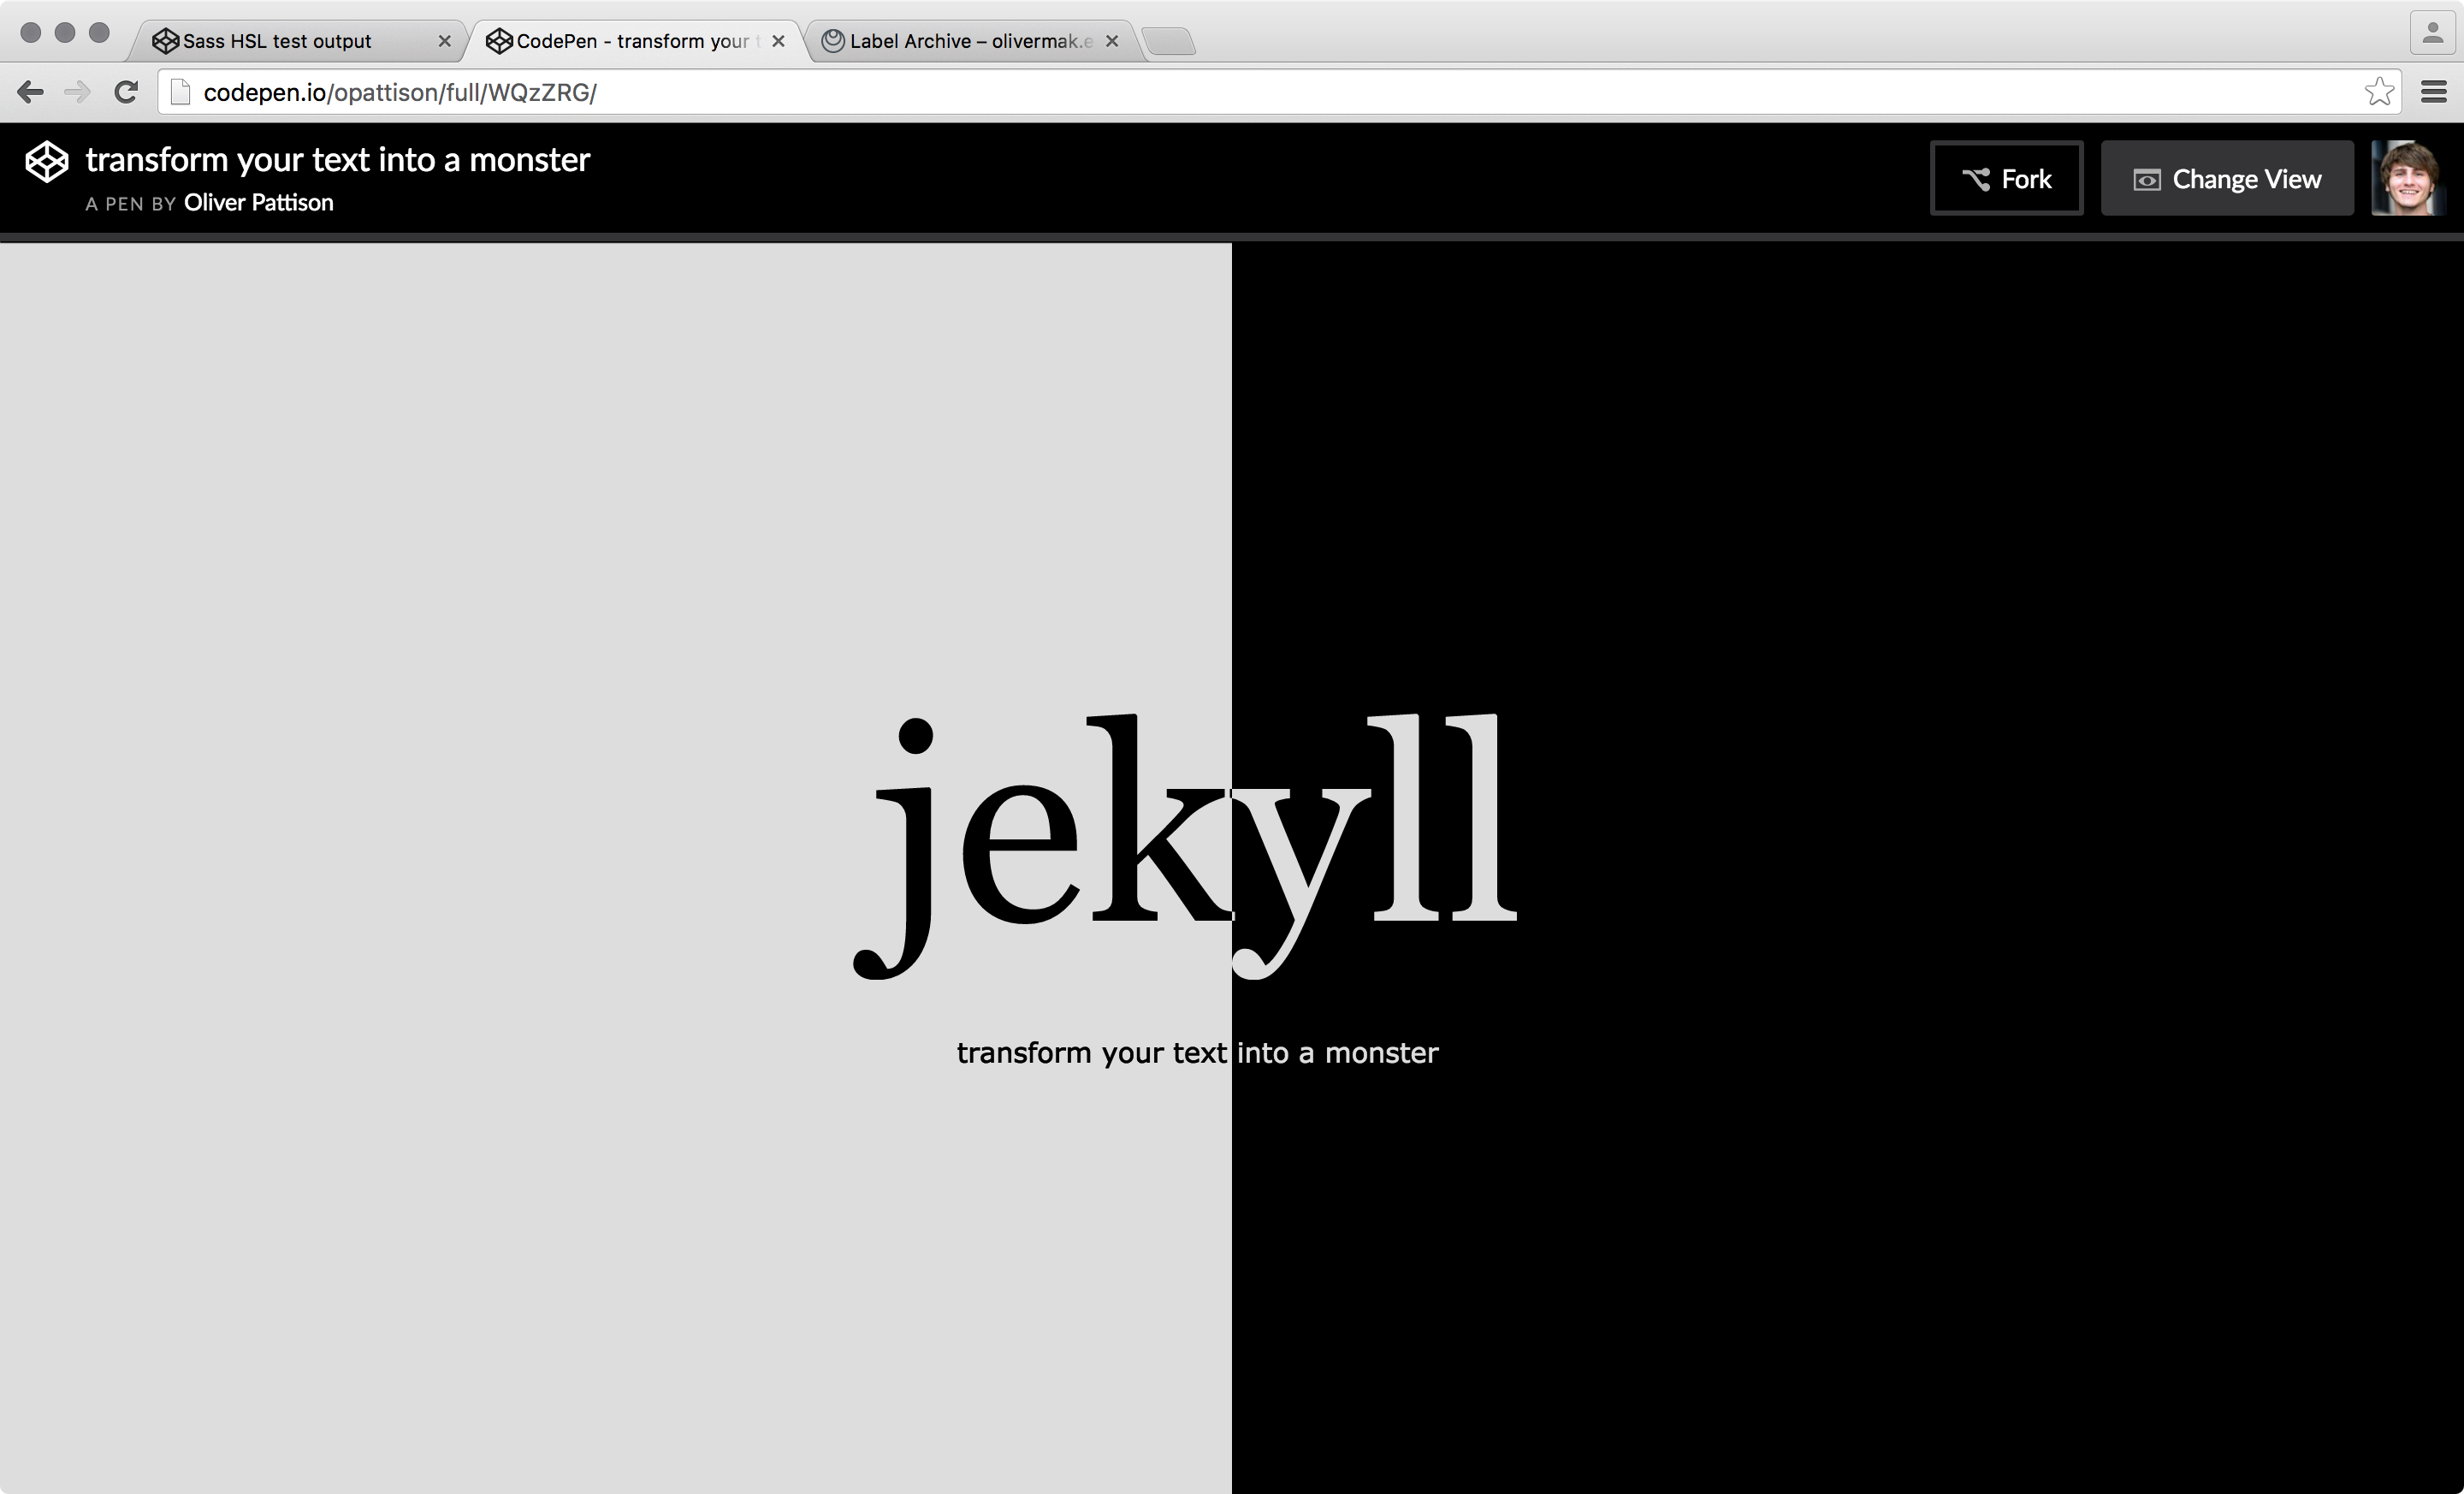 Sass HSL test output
CodePen - transform your t
Label Archive – olivermak.e
codepen.io/opattison/full/WQzZRG/
transform your text into a monster
A PEN BY Oliver Pattison
Fork
Change View
jekyll
transform your text into a monster